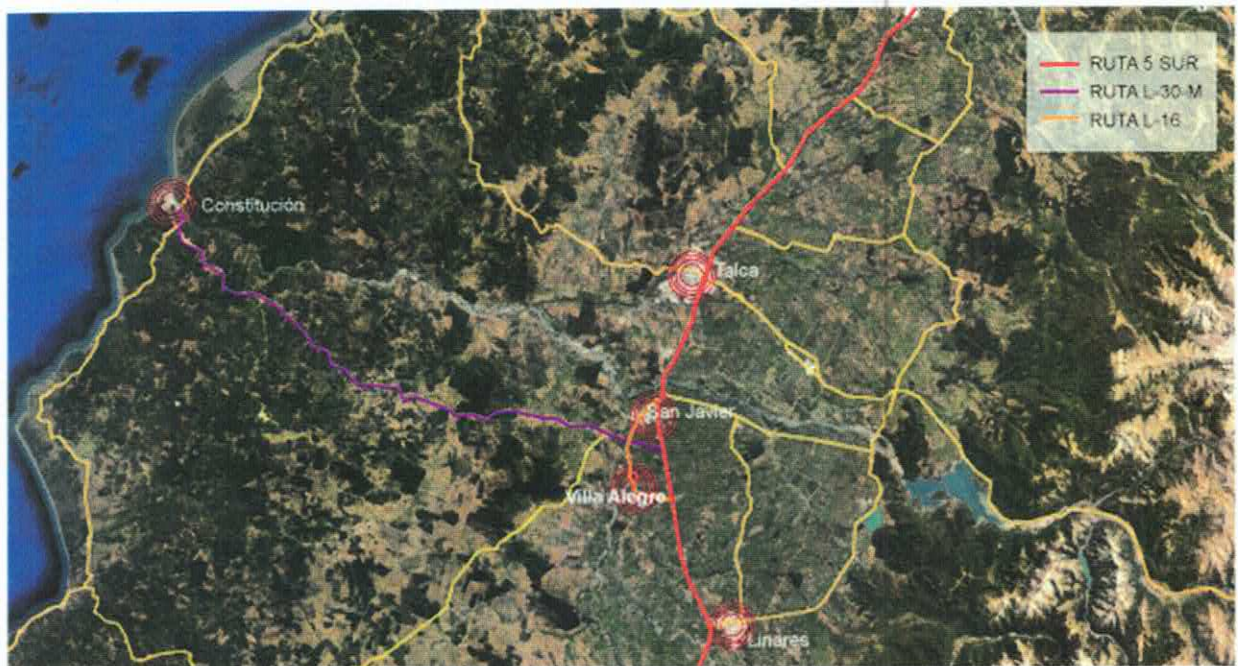 RUTA 5 SUR
RUTA L-30-M
RUTA L-16
Constitución
Talca
San Javier
Villa Alegre
Linares